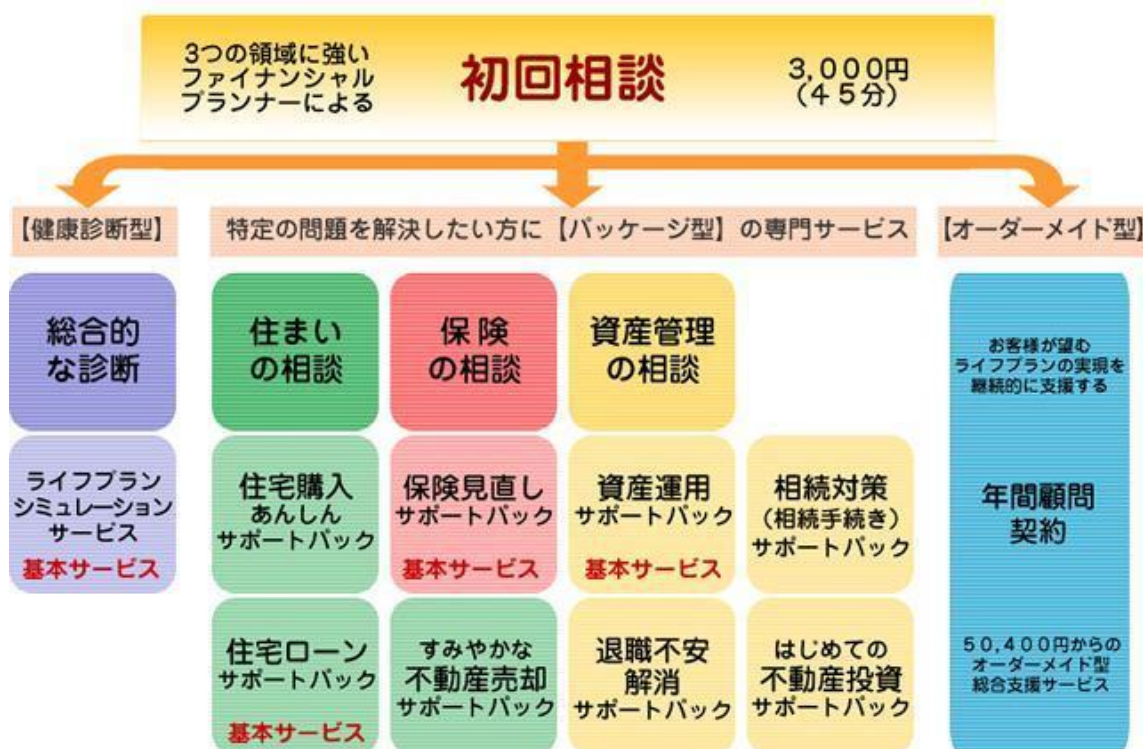 3つの領域に強い
ファイナンシャル
プランナーによる
初回相談
3,000円
(45分)
【健康診断型】
特定の問題を解決したい方に【パッケージ型】の専門サービス
【オーダーメイド型】
総合的
な診断
住まい
の相談
保険
の相談
資産管理
の相談
お客様が望む
ライフプランの実現を
継続的に支援する
ライフプラン
シミュレーション
サービス
基本サービス
住宅購入
あんしん
サポートパック
保険見直し
サポートパック
基本サービス
資産運用
サポートパック
基本サービス
相続対策
(相続手続き)
サポートパック
年間顧問
契約
住宅ローン
サポートパック
基本サービス
すみやかな
不動産売却
サポートパック
退職不安
解消
サポートパック
はじめての
不動産投資
サポートパック
50,400円からの
オーダーメイド型
総合支援サービス